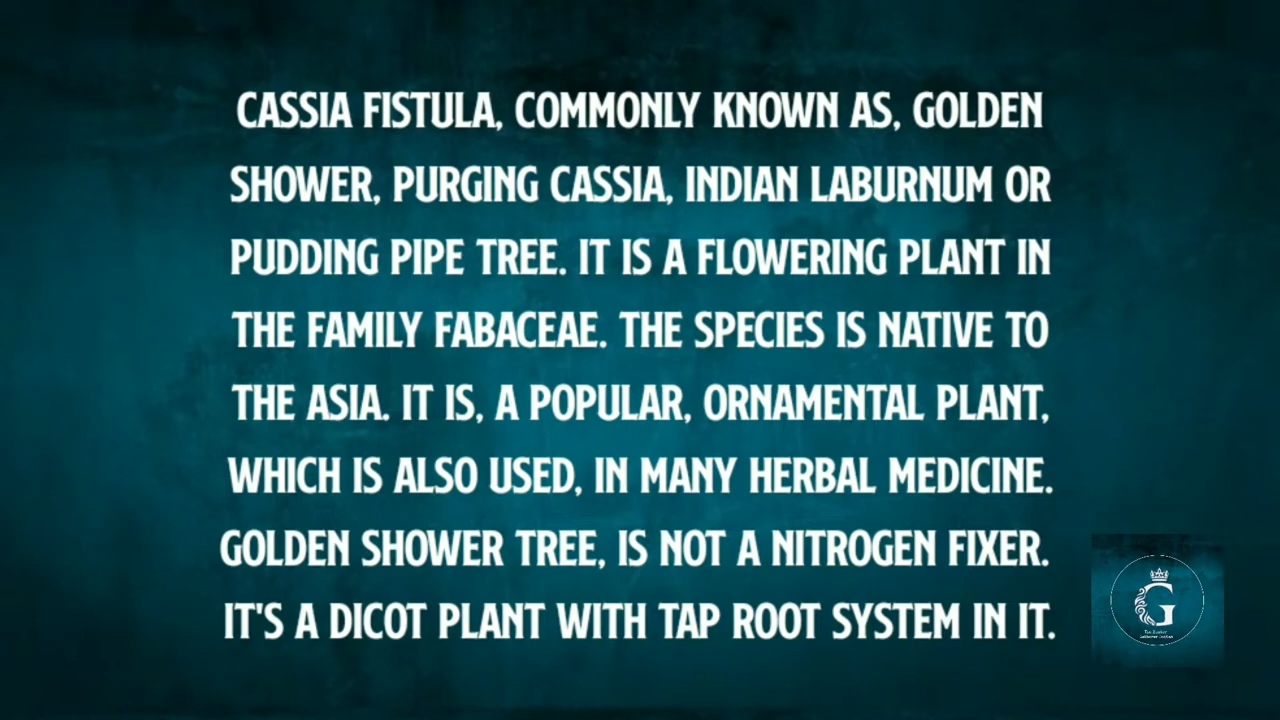 CASSIA FISTULA, COMMONLY KNOWN AS, GOLDEN
SHOWER, PURGING CASSIA, INDIAN LABURNUM OR
PUDDING PIPE TREE. IT IS A FLOWERING PLANT IN
THE FAMILY FABACEAE. THE SPECIES IS NATIVE TO
THE ASIA. IT IS, A POPULAR, ORNAMENTAL PLANT,
WHICH IS ALSO USED, IN MANY HERBAL MEDICINE.
GOLDEN SHOWER TREE, IS NOT A NITROGEN FIXER.
IT'S A DICOT PLANT WITH TAP ROOT SYSTEM IN IT.
G